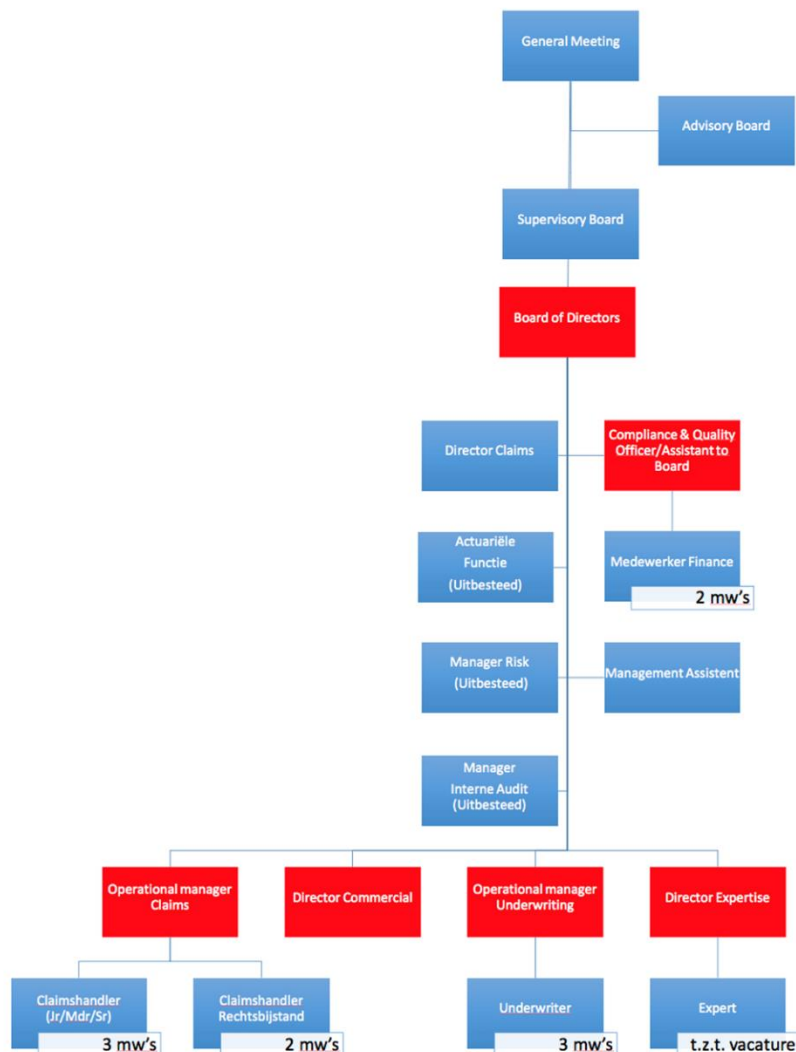 General Meeting
Advisory Board
Supervisory Board
Board of Directors
Director Claims
Compliance & Quality
Officer/Assistant to
Board
Actuariële
Functie
(Uitbesteed)
Medewerker Finance
2 mw's
Manager Risk
(Uitbesteed)
Management Assistent
Manager
Interne Audit
(Uitbesteed)
Operational manager
Claims
Director Commercial
Operational manager
Underwriting
Director Expertise
Claimshandler
(Jr/Mdr/Sr)
3 mw's
Claimshandler
Rechtsbijstand
2 mw's
Underwriter
3 mw's
Expert
t.z.t. vacature